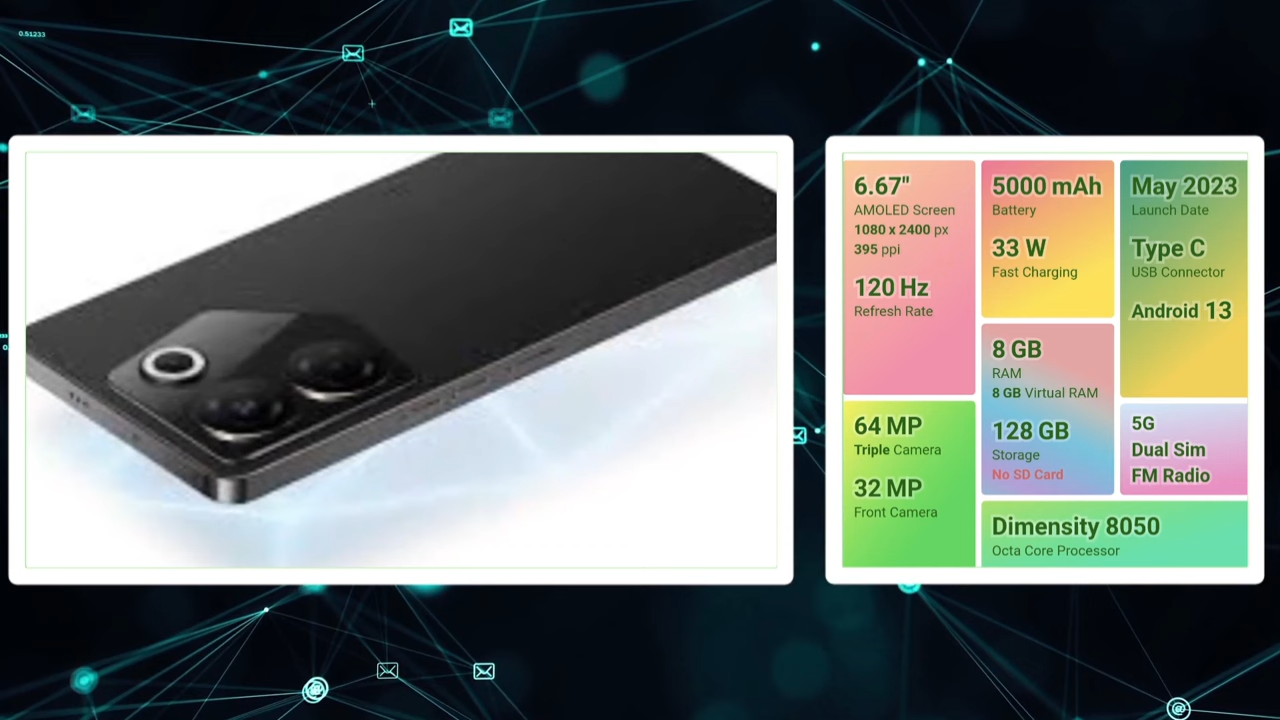 0.51233
6.67"
AMOLED Screen
1080 x 2400 px
395 ppi
120 Hz
Refresh Rate
64 MP
Triple Camera
32 MP
Front Camera
5000 mAh
Battery
33 W
Fast Charging
8 GB
RAM
8 GB Virtual RAM
128 GB
Storage
No SD Card
May 2023
Launch Date
Type C
USB Connector
Android 13
5G
Dual Sim
FM Radio
Dimensity 8050
Octa Core Processor